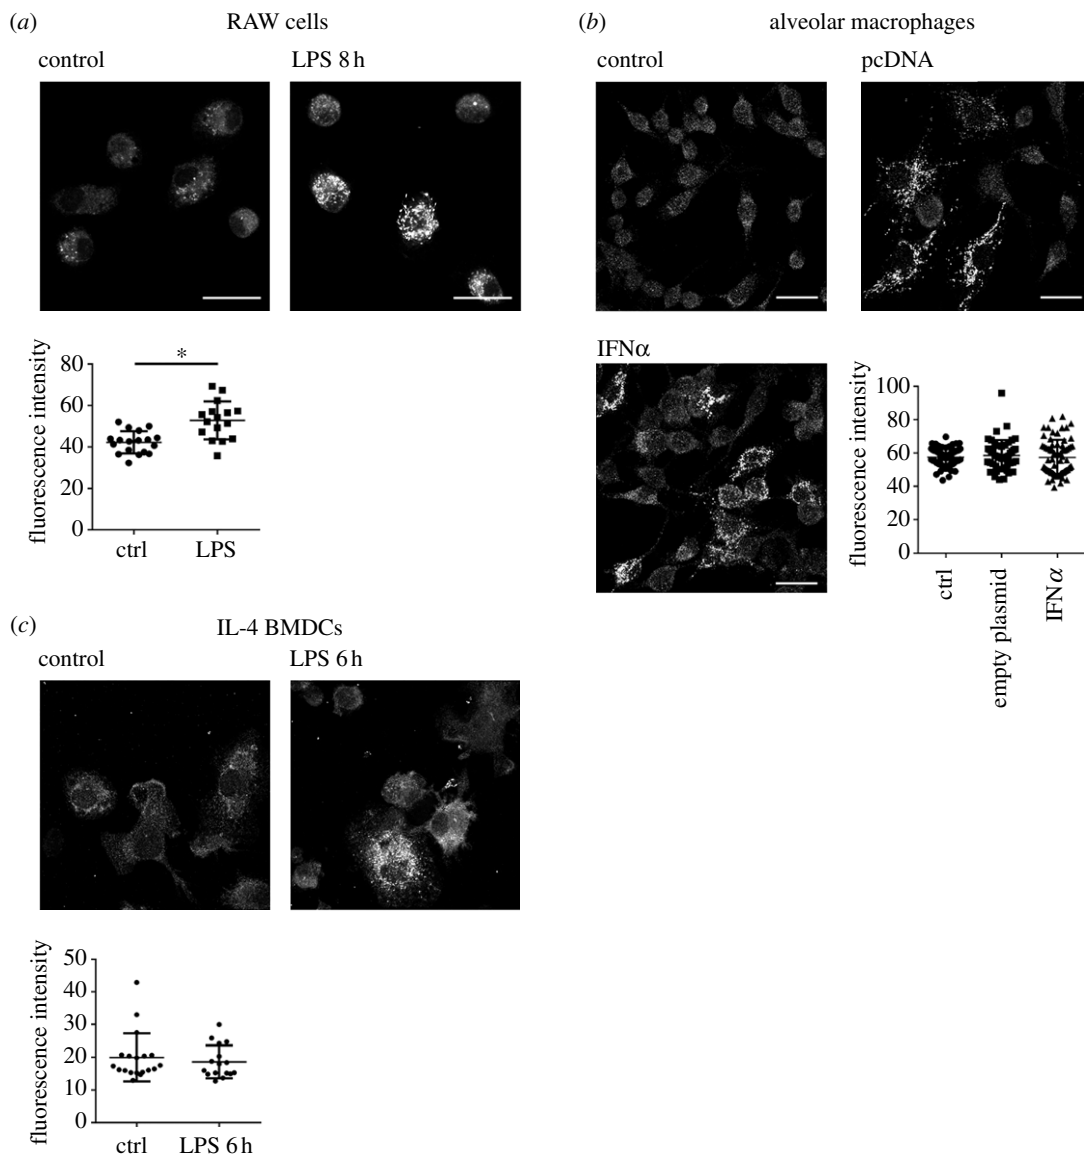 (a) RAW cells
control LPS 8 h
fluorescence intensity
80
60
40
20
0
*
ctrl LPS
(b) alveolar macrophages
control pcDNA
IFNα
fluorescence intensity
100
80
60
40
20
0
ctrl
empty plasmid
IFNα
(c) IL-4 BMDCs
control LPS 6 h
fluorescence intensity
50
40
30
20
10
0
ctrl LPS 6 h